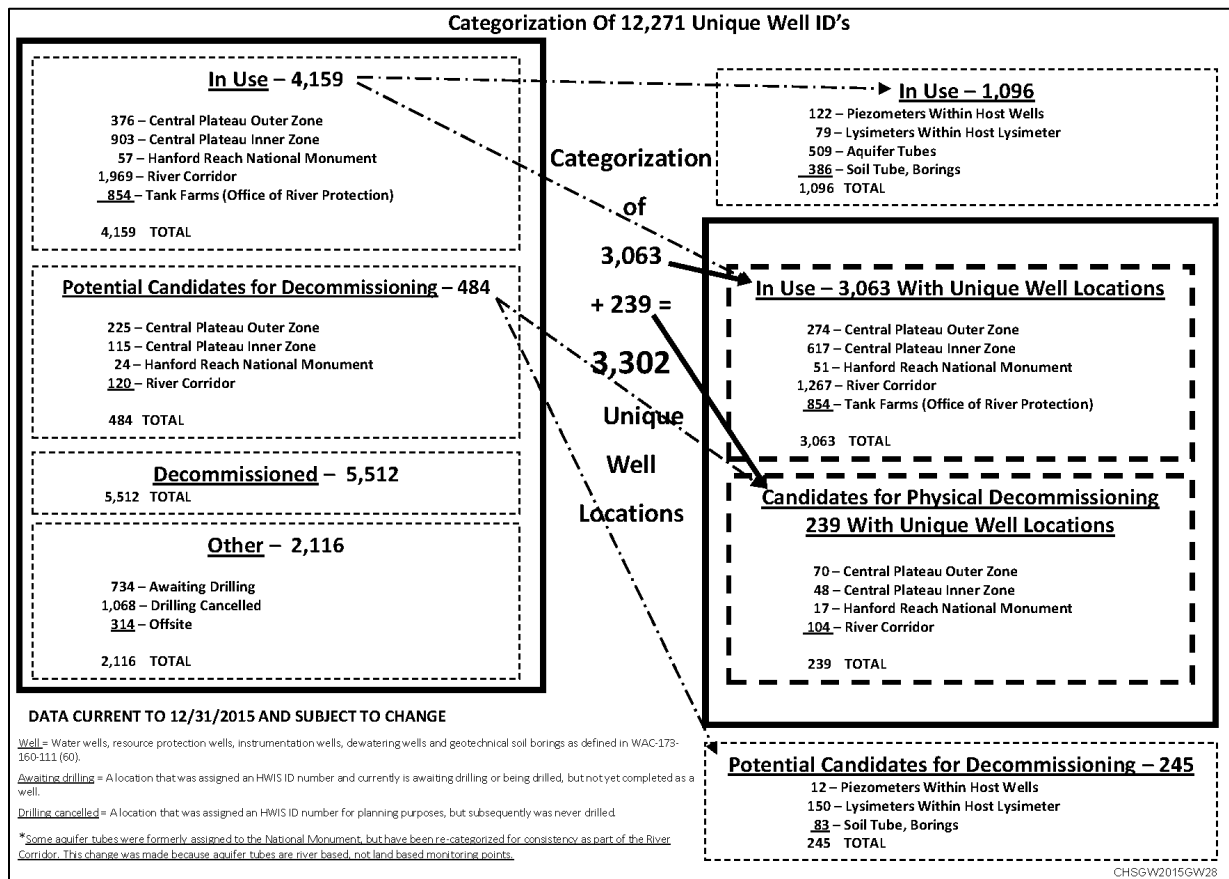 Categorization Of 12,271 Unique Well ID's
In Use – 4,159
376 – Central Plateau Outer Zone
903 – Central Plateau Inner Zone
57 – Hanford Reach National Monument
1,969 – River Corridor
854 – Tank Farms (Office of River Protection)
4,159 TOTAL
Potential Candidates for Decommissioning – 484
225 – Central Plateau Outer Zone
115 – Central Plateau Inner Zone
24 – Hanford Reach National Monument
120 – River Corridor
484 TOTAL
Decommissioned – 5,512
5,512 TOTAL
Other – 2,116
734 – Awaiting Drilling
1,068 – Drilling Cancelled
314 – Offsite
2,116 TOTAL
Categorization
of
3,063
+ 239 =
3,302
Unique
Well
Locations
In Use – 1,096
122 – Piezometers Within Host Wells
79 – Lysimeters Within Host Lysimeter
509 – Aquifer Tubes
386 – Soil Tube, Borings
1,096 TOTAL
In Use – 3,063 With Unique Well Locations
274 – Central Plateau Outer Zone
617 – Central Plateau Inner Zone
51 – Hanford Reach National Monument
1,267 – River Corridor
854 – Tank Farms (Office of River Protection)
3,063 TOTAL
Candidates for Physical Decommissioning
239 With Unique Well Locations
70 – Central Plateau Outer Zone
48 – Central Plateau Inner Zone
17 – Hanford Reach National Monument
104 – River Corridor
239 TOTAL
Potential Candidates for Decommissioning – 245
12 – Piezometers Within Host Wells
150 – Lysimeters Within Host Lysimeter
83 – Soil Tube, Borings
245 TOTAL
DATA CURRENT TO 12/31/2015 AND SUBJECT TO CHANGE
Well = Water wells, resource protection wells, instrumentation wells, dewatering wells and geotechnical soil borings as defined in WAC-173-
160-111 (60).
Awaiting drilling = A location that was assigned an HWIS ID number and currently is awaiting drilling or being drilled, but not yet completed as a
well.
Drilling cancelled = A location that was assigned an HWIS ID number for planning purposes, but subsequently was never drilled.
*Some aquifer tubes were formerly assigned to the National Monument, but have been re-categorized for consistency as part of the River
Corridor. This change was made because aquifer tubes are river based, not land based monitoring points.
CHSGW2015GW28